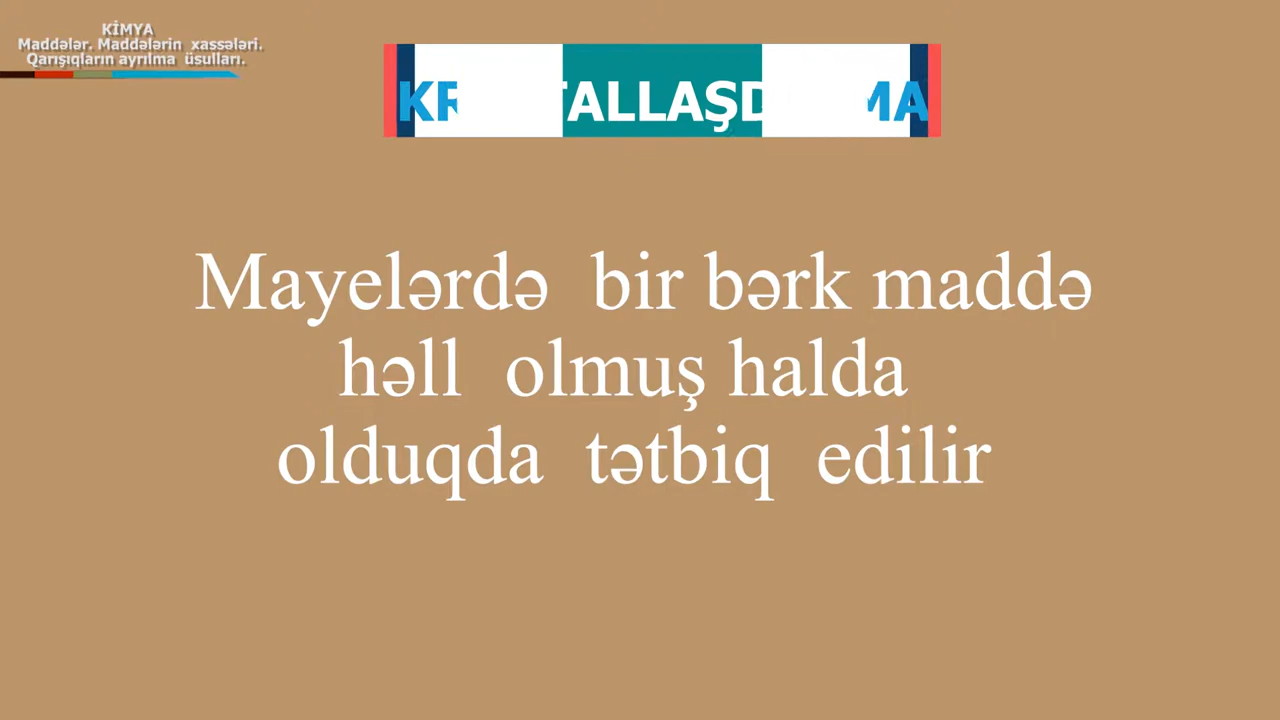 KİMYA
Maddələr. Maddələrin xassələri.
Qarışıqların ayrılma üsulları.
Mayelərdə bir bərk maddə
həll olmuş halda
olduqda tətbiq edilir